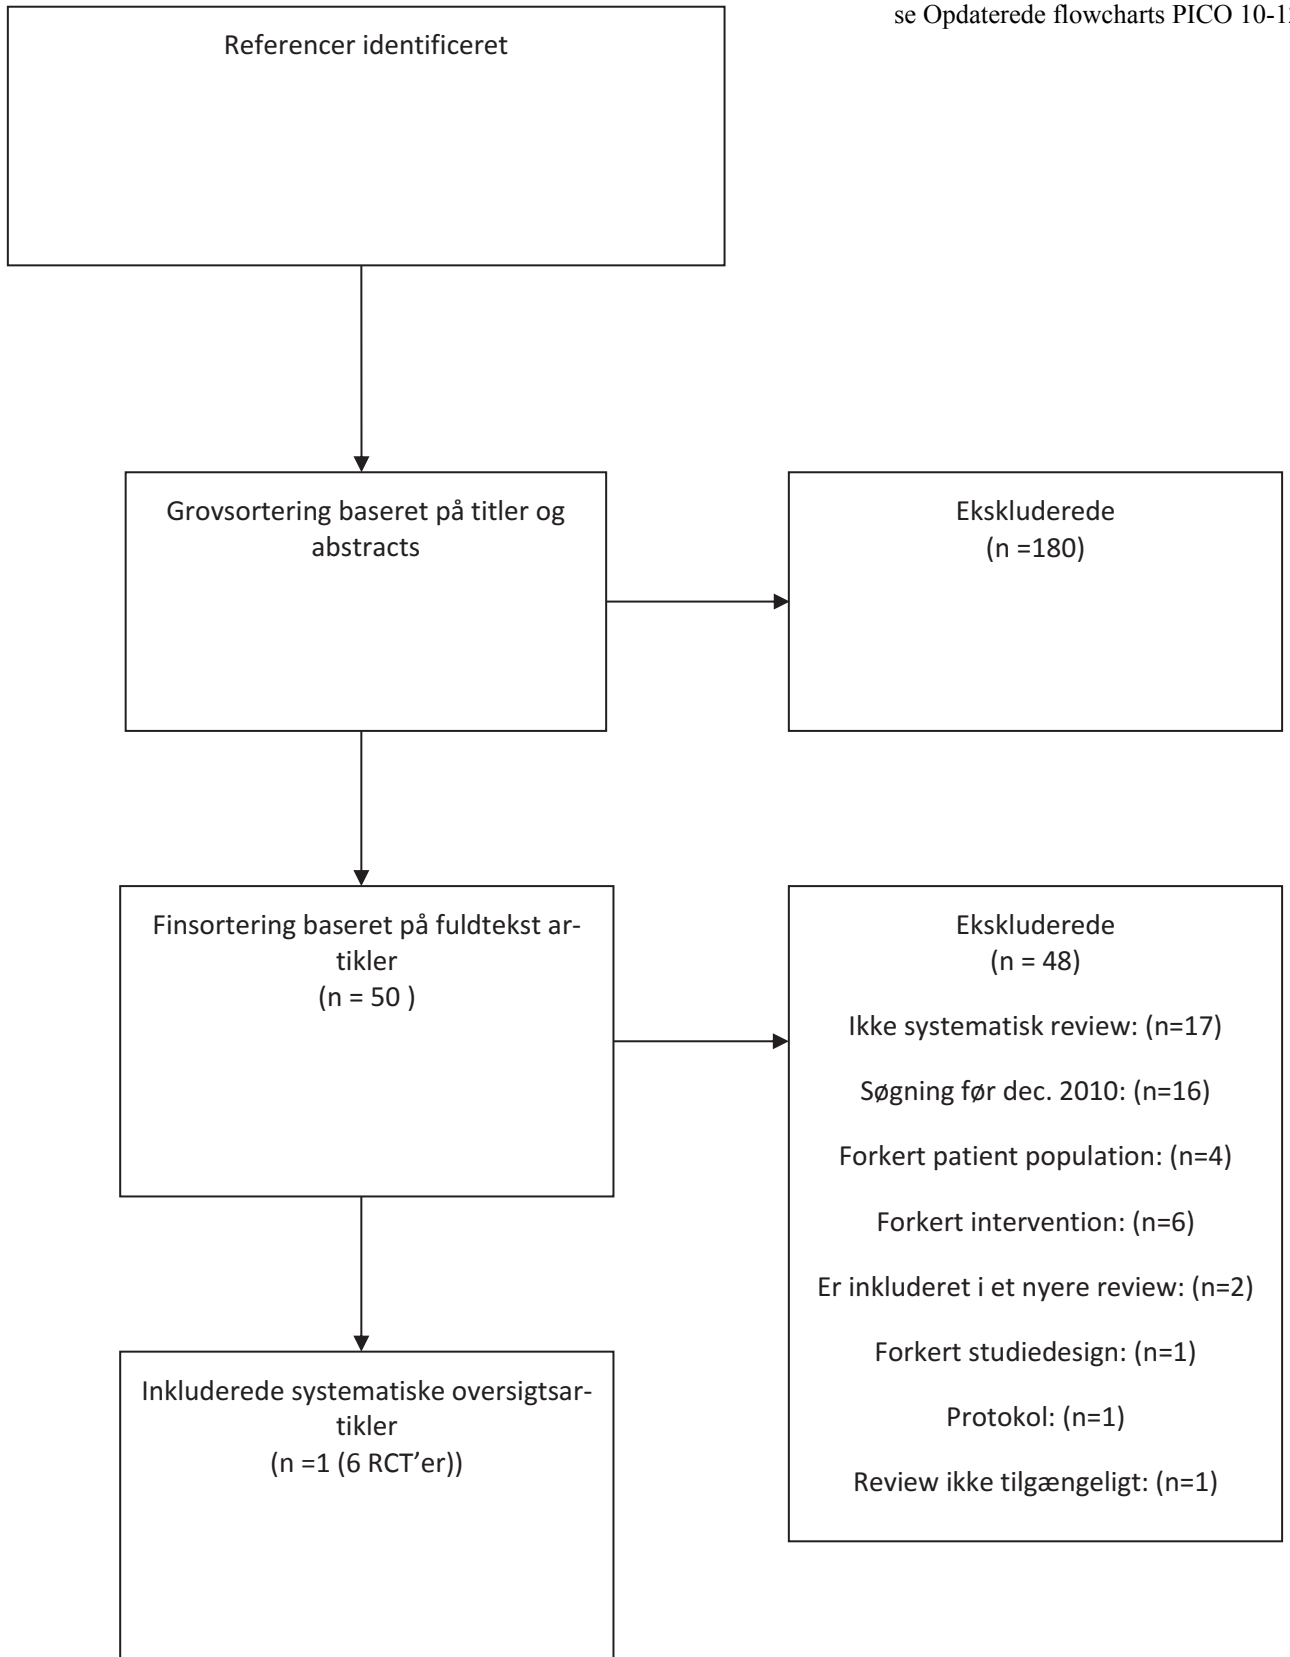 se Opdaterede flowcharts PICO 10-1
Referencer identificeret
Grovsortering baseret på titler og
abstracts
Ekskluderede
(n =180)
Finsortering baseret på fuldtekst ar-
tikler
(n = 50 )
Ekskluderede
(n = 48)
Ikke systematisk review: (n=17)
Søgning før dec. 2010: (n=16)
Forkert patient population: (n=4)
Forkert intervention: (n=6)
Er inkluderet i et nyere review: (n=2)
Forkert studiedesign: (n=1)
Protokol: (n=1)
Review ikke tilgængeligt: (n=1)
Inkluderede systematiske oversigtsar-
tikler
(n =1 (6 RCT’er))